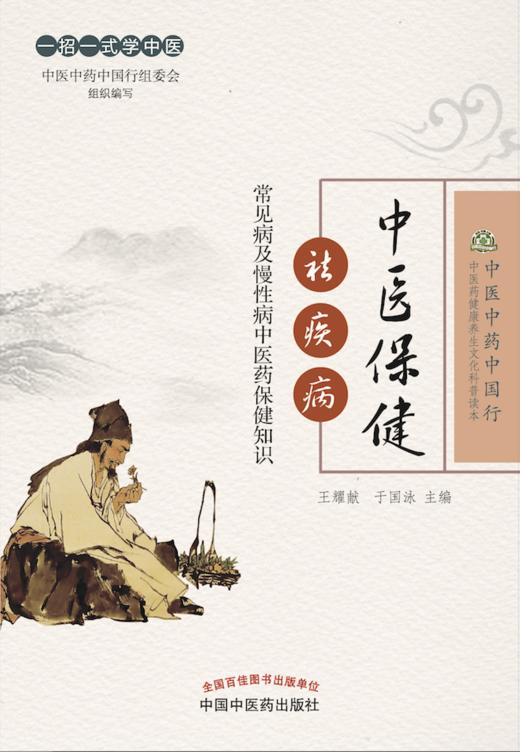 一招一式学中医
中医中药中国行组委会
组织编写
中医中药中国行
中医药健康养生文化科普读本
中医保健
祛疾病
常见病及慢性病中医药保健知识
王耀献 于国泳 主编
全国百佳图书出版单位
中国中医药出版社